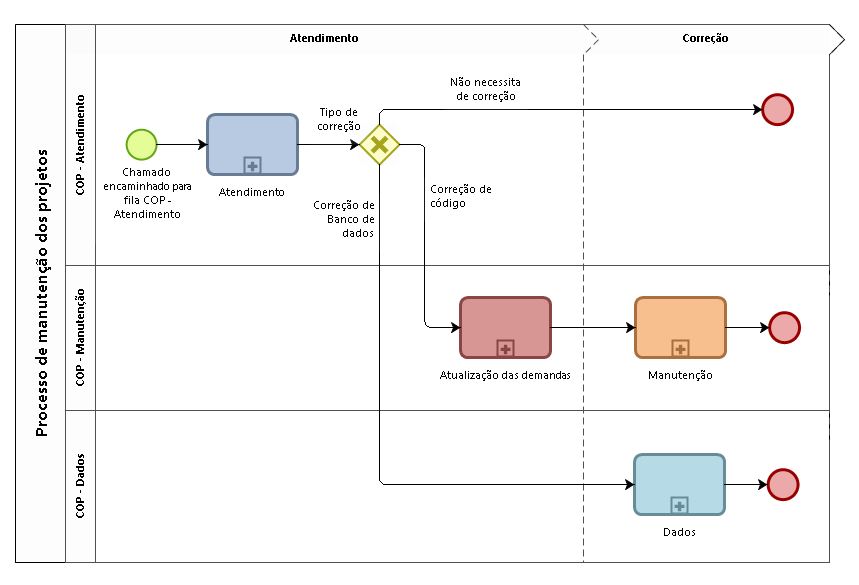 Processo de manutenção dos projetos
Atendimento
Correção
COP - Atendimento
Chamado
encaminhado para
fila COP -
Atendimento
Atendimento
Tipo de
correção
Não necessita
de correção
Correção de
código
Correção de
Banco de
dados
COP - Manutenção
Atualização das demandas
Manutenção
COP - Dados
Dados